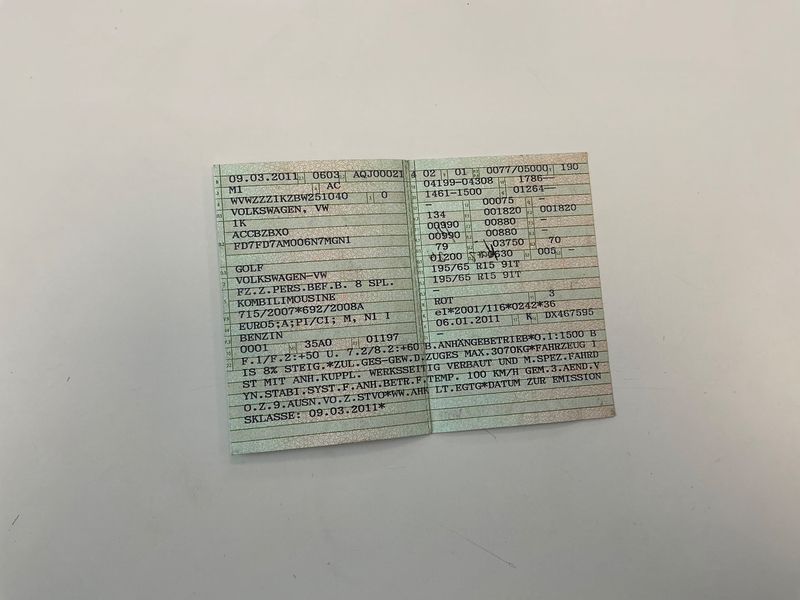 09.03.2011 0603 AQJ00021 4
M1 AC
WVWZZZ1KZBW251040 0
VOLKSWAGEN, VW
1K
ACCBZBX0
FD7FD7AM006N7MGN1
GOLF
VOLKSWAGEN-VW
FZ.Z.PERS.BEF.B. 8 SPL.
KOMBILIMOUSINE
715/2007*692/2008A
EURO5;A;PI/CI; M, N1 I
BENZIN
0001 35A0 01197
02 01 0077/05000 190
04199-04308 1786—
1461-1500 01264—
— 00075 —
134 001820 001820
00990 00880 —
00990 00880 —
79 03750 70
01200 00630 005—
195/65 R15 91T
195/65 R15 91T
—
ROT 3
e1*2001/116*0242*36
06.01.2011 K DX467595
—
F.1/F.2:+50 U. 7.2/8.2:+60 B.ANHÄNGEBETRIEB*O.1:1500 B
IS 8% STEIG.*ZUL.GES-GEW.D.ZUGES MAX.3070KG*FAHRZEUG I
ST MIT ANH.KUPPL. WERKSSEITIG VERBAUT UND M.SPEZ.FAHRD
YN.STABI.SYST.F.ANH.BETR.F.TEMP. 100 KM/H GEM.3.AEND.V
O.Z.9.AUSN.VO.Z.STVO*WW.AHK LT.EGTG*DATUM ZUR EMISSION
SKLASSE: 09.03.2011*